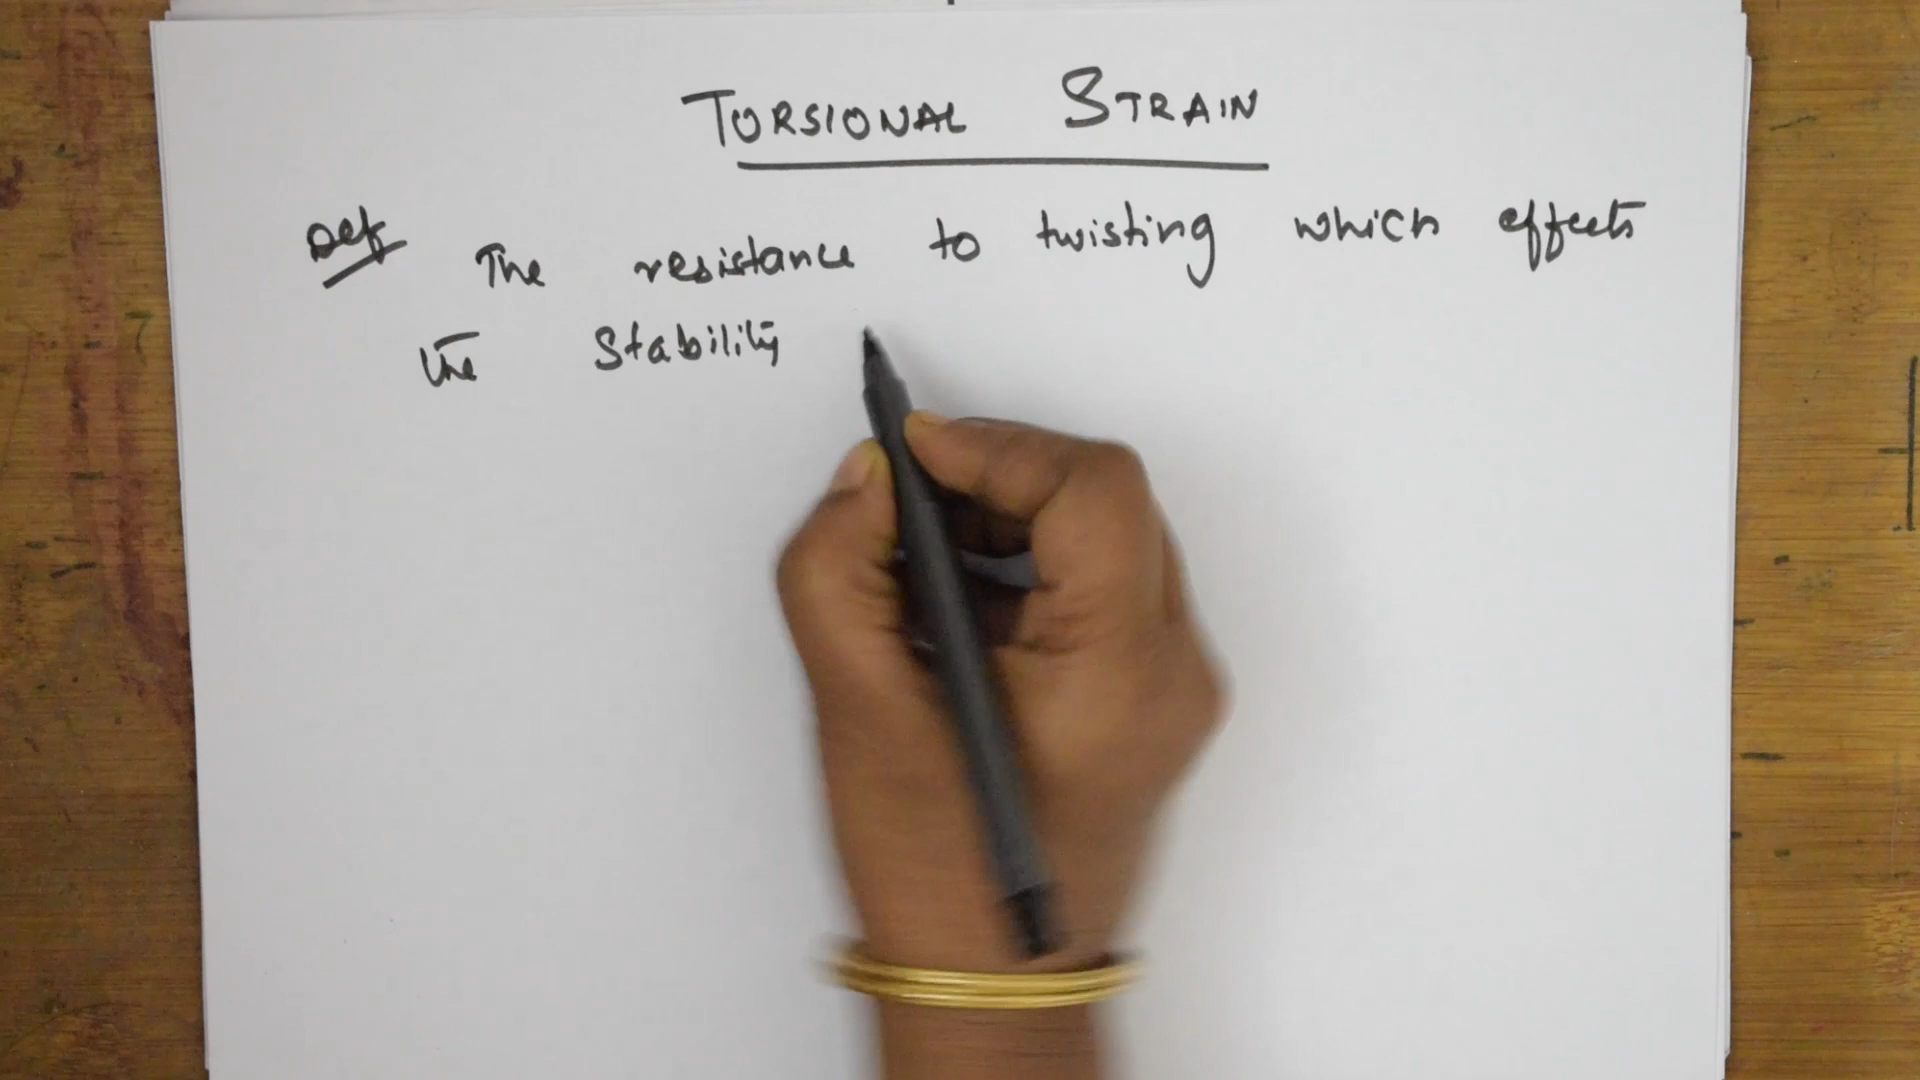 TORSIONAL STRAIN
Def The resistance to twisting which effects
the stability